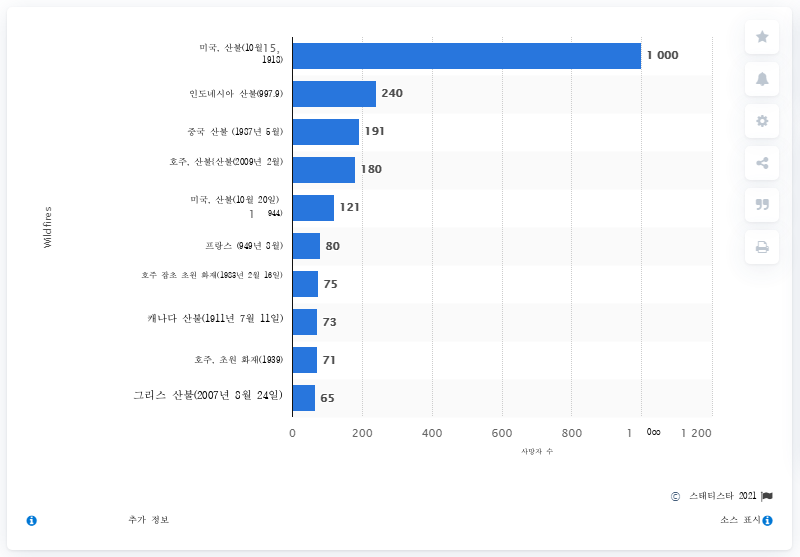 미국, 산불(10월15,
1918)
1 000
인도네시아 산불(997.9)
240
중국 산불 (1987년 5월)
191
호주, 산불:산불(2009년 2월)
180
미국, 산불(10월 20일)
1 944)
121
프랑스 (949년 8월)
80
호주 잡초 초원 화재(1983년 2월 16일)
75
캐나다 산불(1911년 7월 11일)
73
호주, 초원 화재(1939)
71
그리스 산불(2007년 8월 24일)
65
Wildfires
0 200 400 600 800 1 0∞ 1 200
사망자 수
© 스태티스타 2021
추가 정보
소스 표시